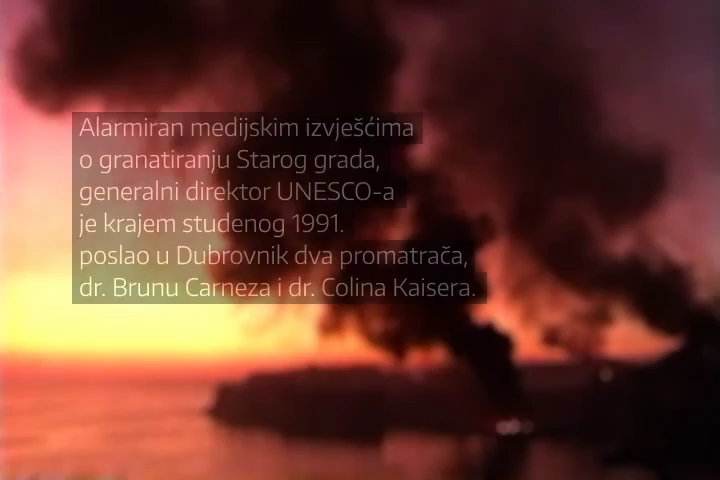 Alarmiran medijskim izvješćima
o granatiranju Starog grada,
generalni direktor UNESCO-a
je krajem studenog 1991.
poslao u Dubrovnik dva promatrača,
dr. Brunu Carneza i dr. Colina Kaisera.